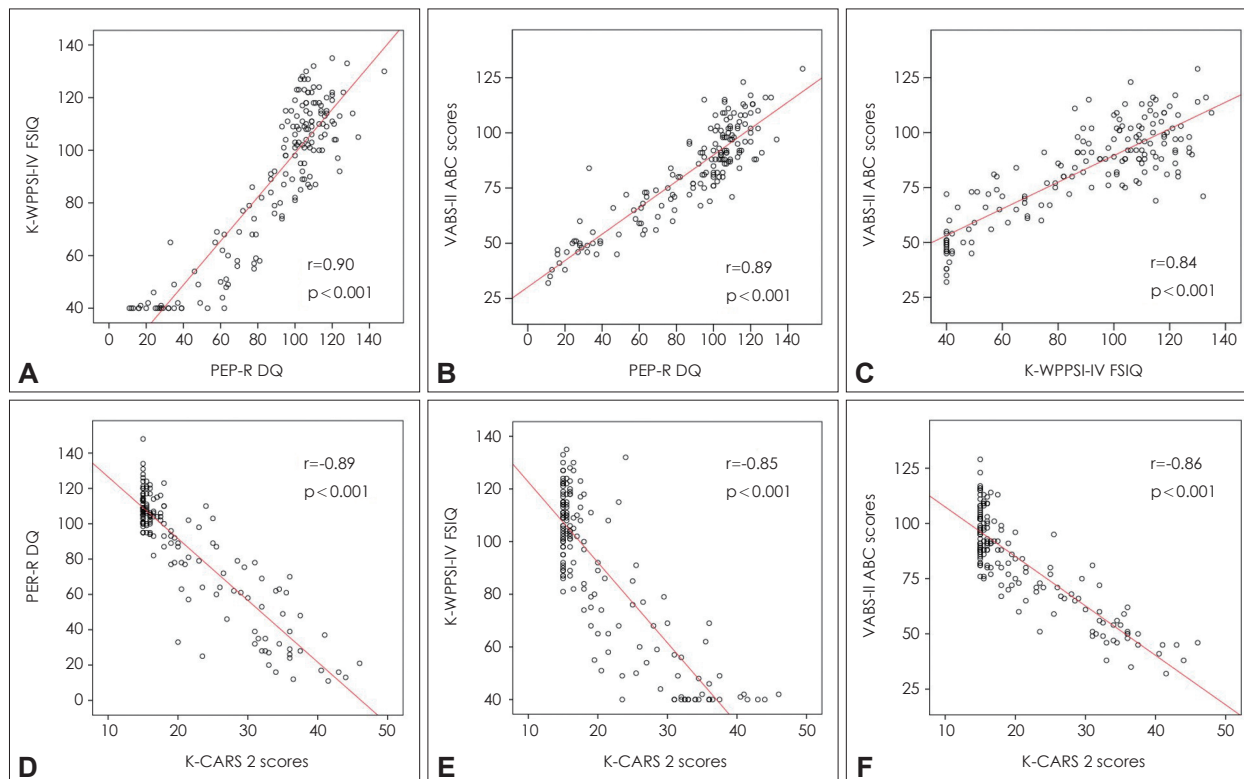 140
120
100
80
60
40
K-WPPSI-IV FSIQ
r=0.90
p<0.001
0 20 40 60 80 100 120 140
PEP-R DQ
A
125
100
75
50
25
VABS-II ABC scores
r=0.89
p<0.001
0 20 40 60 80 100 120 140
PEP-R DQ
B
125
100
75
50
25
VABS-II ABC scores
r=0.84
p<0.001
40 60 80 100 120 140
K-WPPSI-IV FSIQ
C
140
120
100
80
60
40
20
0
PER-R DQ
r=-0.89
p<0.001
10 20 30 40 50
K-CARS 2 scores
D
140
120
100
80
60
40
K-WPPSI-IV FSIQ
r=-0.85
p<0.001
10 20 30 40 50
K-CARS 2 scores
E
125
100
75
50
25
VABS-II ABC scores
r=-0.86
p<0.001
10 20 30 40 50
K-CARS 2 scores
F